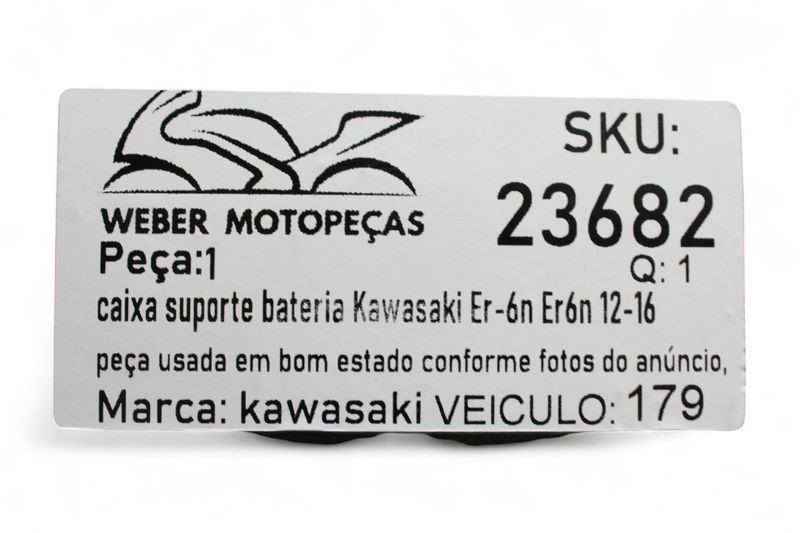 SKU:
23682
WEBER MOTOPEÇAS
Peça:1
Q: 1
caixa suporte bateria Kawasaki Er-6n Er6n 12-16
peça usada em bom estado conforme fotos do anúncio,
Marca: kawasaki VEICULO: 179